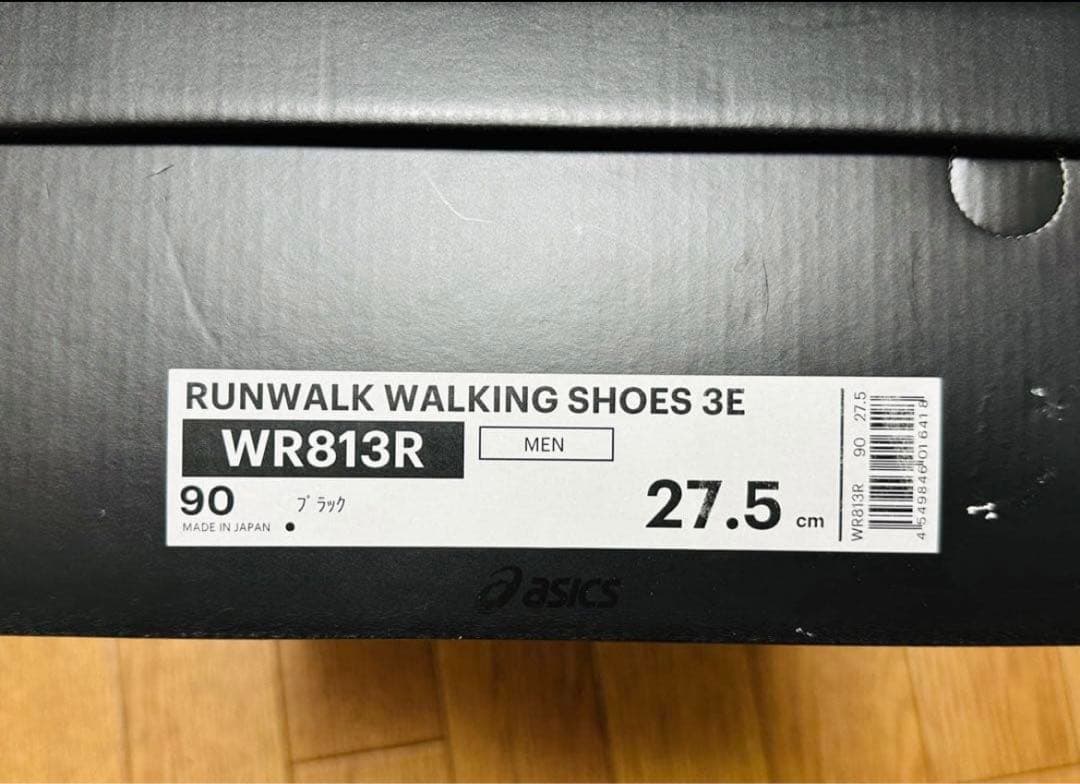 RUNWALK WALKING SHOES 3E
WR813R
MEN
90 ブラック
MADE IN JAPAN
27.5 cm
WR813R 90 27.5
4549846016418
asics